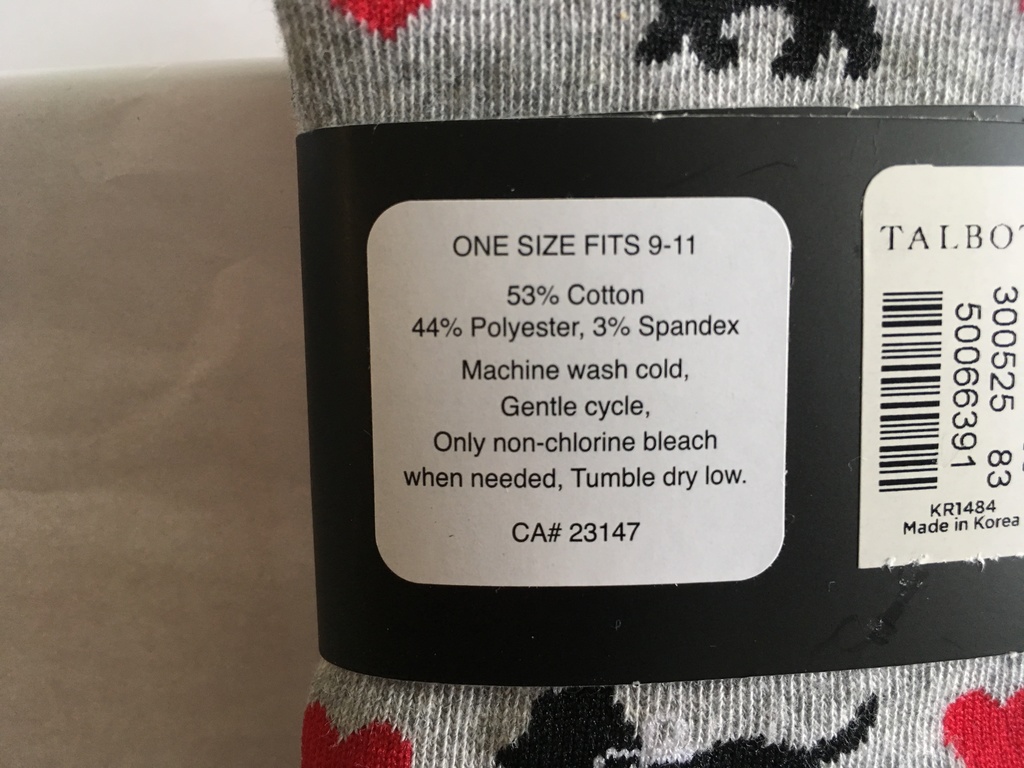 ONE SIZE FITS 9-11
53% Cotton
44% Polyester, 3% Spandex
Machine wash cold,
Gentle cycle,
Only non-chlorine bleach
when needed, Tumble dry low.
CA# 23147
TALBO
300525 83
50066391
KR1484
Made in Korea